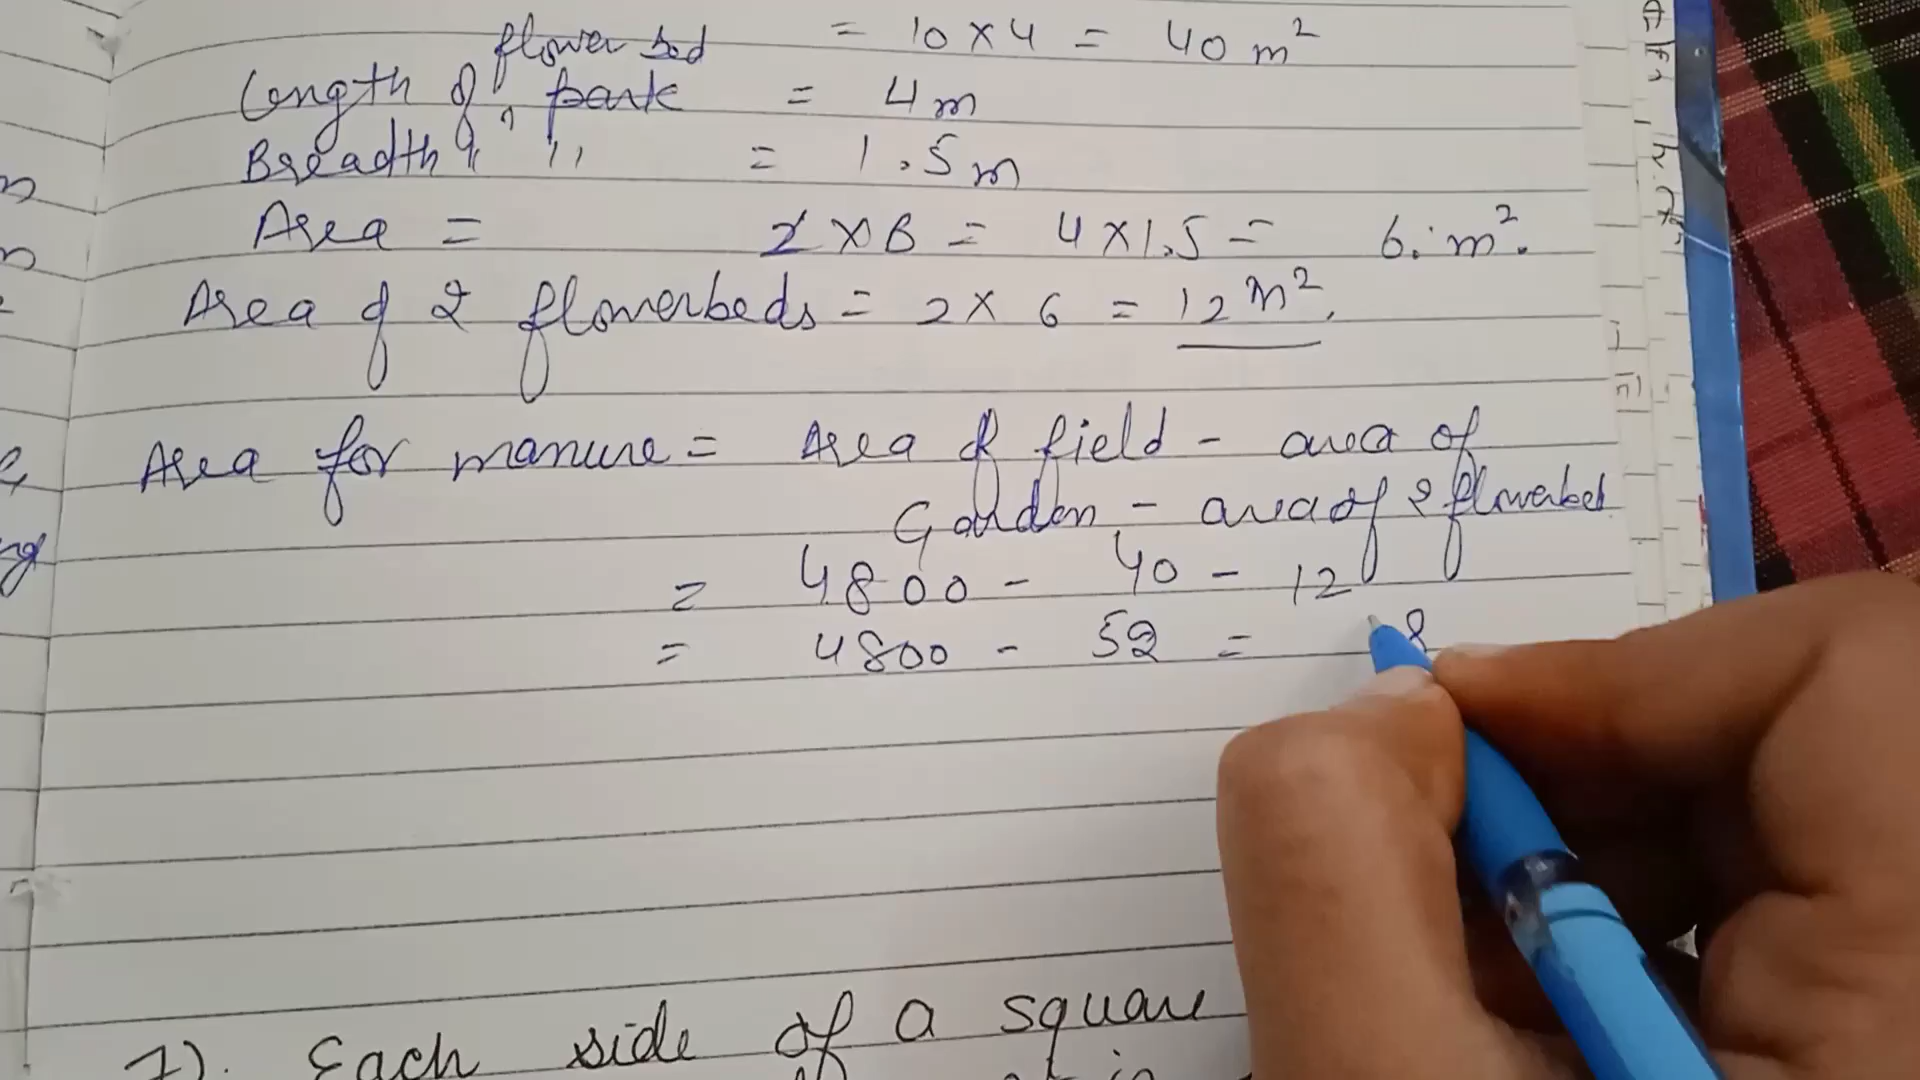 = 10 × 4 = 40 m²
flower bed
Length of park = 4 m
Breadth " " = 1.5 m
Area = l × B = 4 × 1.5 = 6. m².
Area of 2 flowerbeds = 2 × 6 = 12 m².
Area for manure = Area of field - area of
Garden - area of 2 flowerbed
= 4800 - 40 - 12
= 4800 - 52 = 8
7). Each side of a square